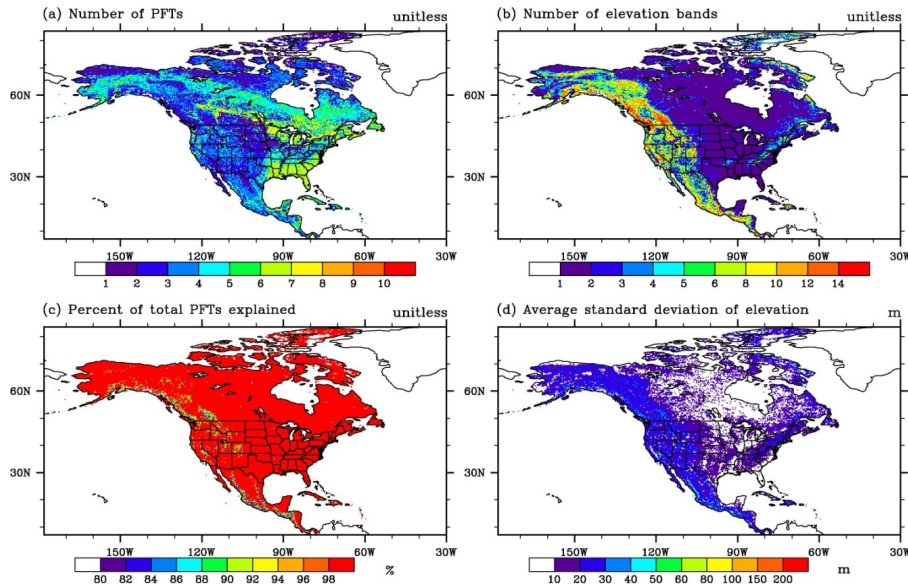 (a) Number of PFTs unitless
60N
30N
150W 120W 90W 60W 30W
1 2 3 4 5 6 7 8 9 10
(b) Number of elevation bands unitless
60N
30N
150W 120W 90W 60W 30W
1 2 3 4 5 6 8 10 12 14
(c) Percent of total PFTs explained unitless
60N
30N
150W 120W 90W 60W 30W
80 82 84 86 88 90 92 94 96 98 %
(d) Average standard deviation of elevation m
60N
30N
150W 120W 90W 60W 30W
10 20 30 40 50 60 80 100 150 200 m